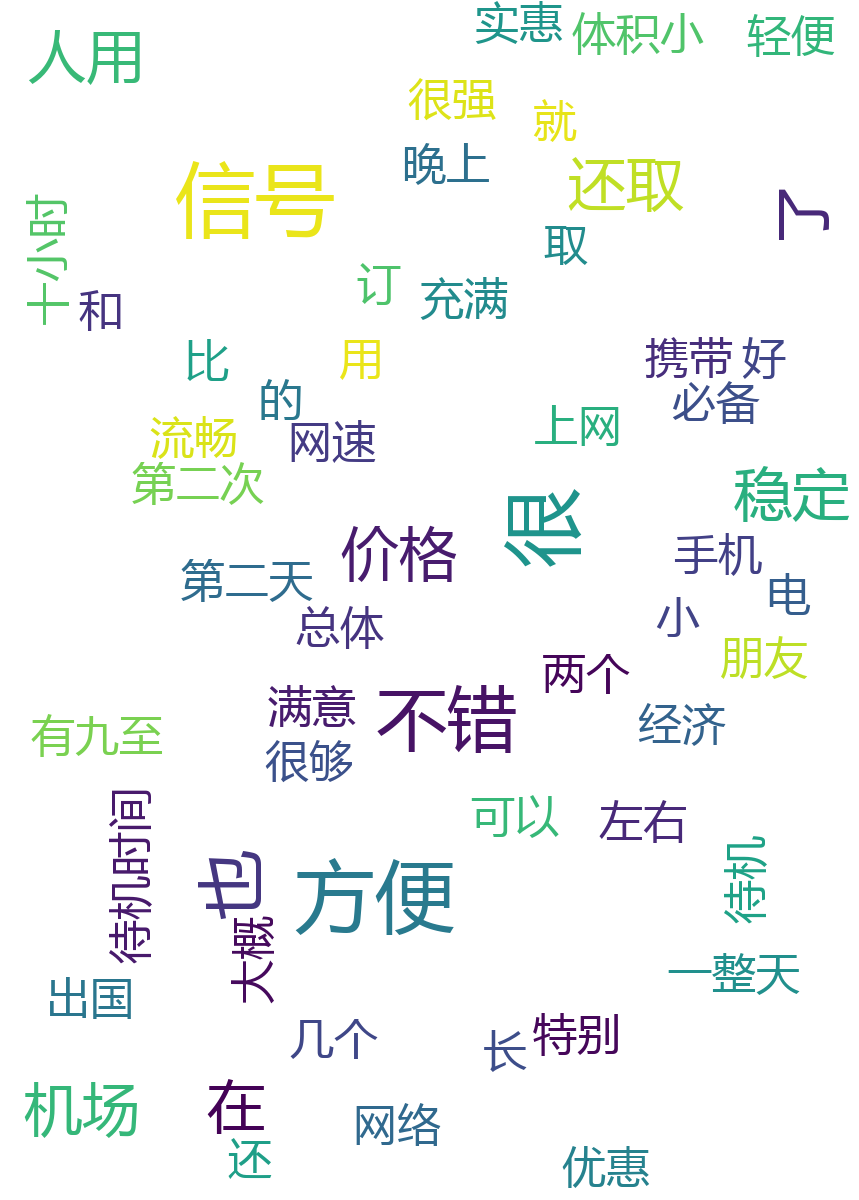 实惠
体积小
轻便
人用
很强
就
晚上
信号
还取
了
十小时
取
订
充满
和
比
用
携带
好
的
必备
流畅
网速
上网
第二次
稳定
很
价格
手机
第二天
电
总体
小
朋友
两个
满意
不错
有九至
经济
很够
可以
左右
待机时间
也
方便
待机
大概
一整天
出国
几个
长
特别
机场
在
网络
还
优惠